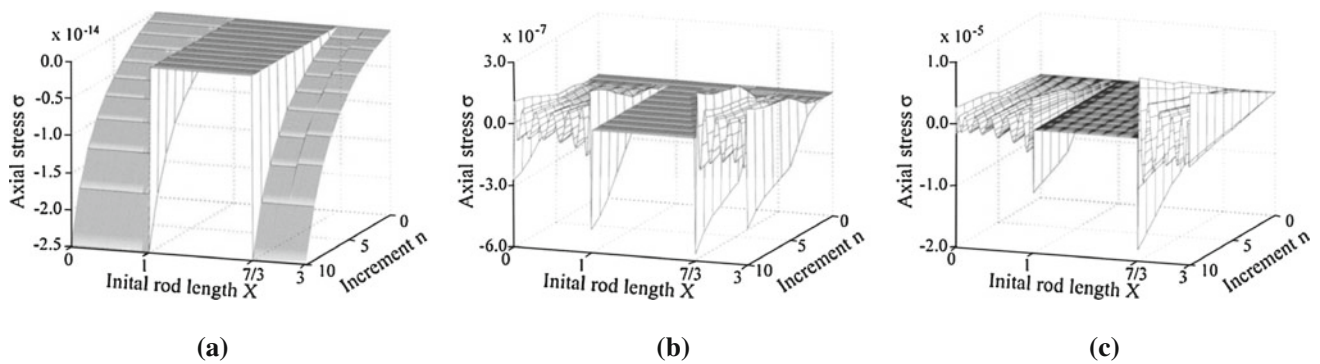 x 10-14
0.0
-0.5
-1.0
-1.5
-2.0
-2.5
Axial stress σ
0
1
7/3
3
Inital rod length X
10
5
0
Increment n
(a)
x 10-7
3.0
0.0
-3.0
-6.0
Axial stress σ
0
1
7/3
3
Inital rod length X
10
5
0
Increment n
(b)
x 10-5
1.0
0.0
-1.0
-2.0
Axial stress σ
0
1
7/3
3
Inital rod length X
10
5
0
Increment n
(c)